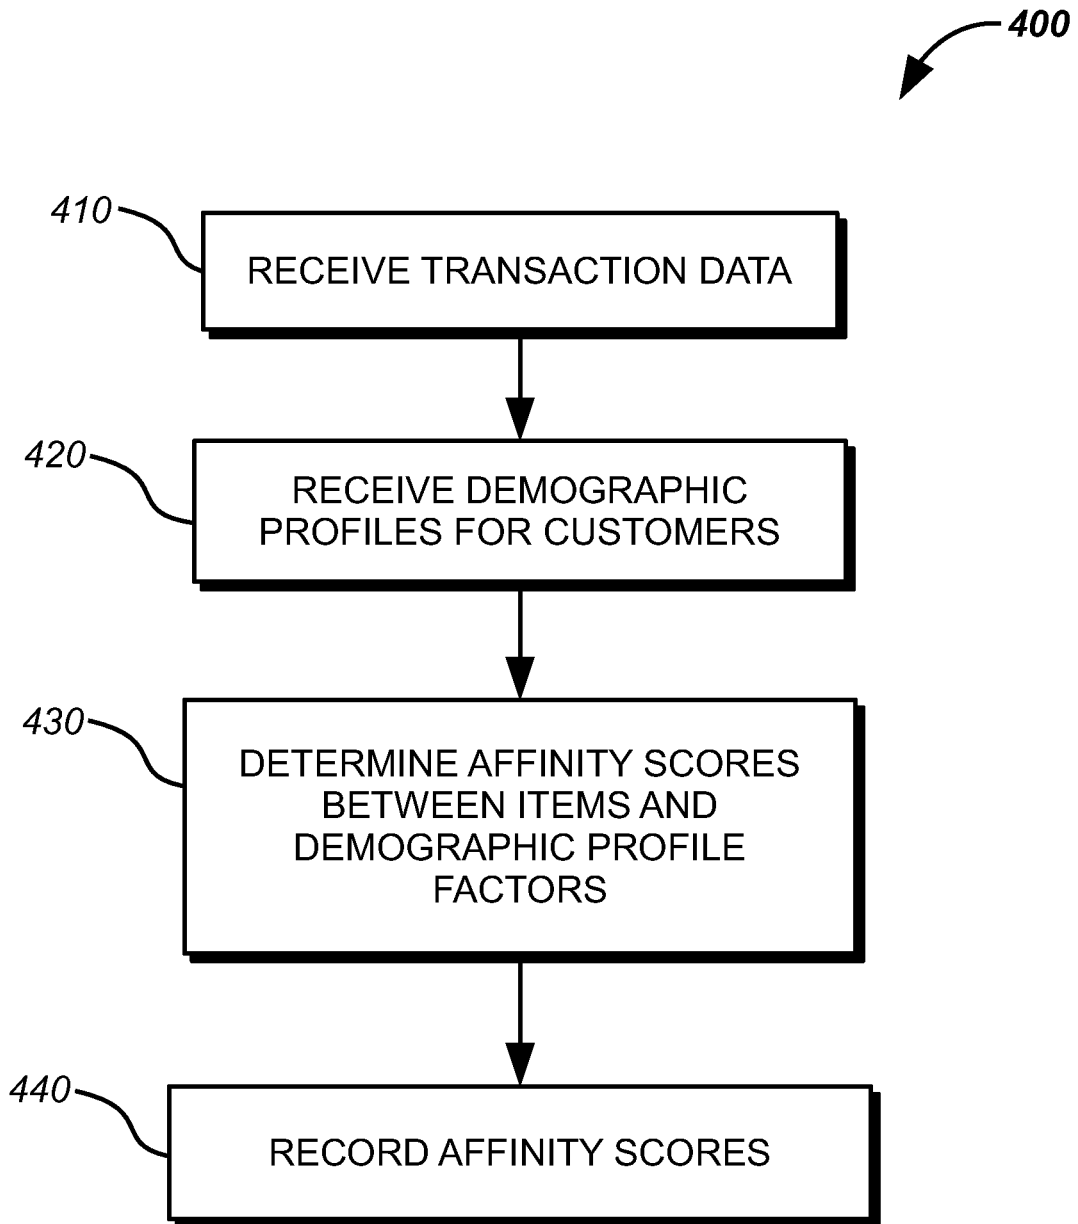 400
410
RECEIVE TRANSACTION DATA
420
RECEIVE DEMOGRAPHIC
PROFILES FOR CUSTOMERS
430
DETERMINE AFFINITY SCORES
BETWEEN ITEMS AND
DEMOGRAPHIC PROFILE
FACTORS
440
RECORD AFFINITY SCORES